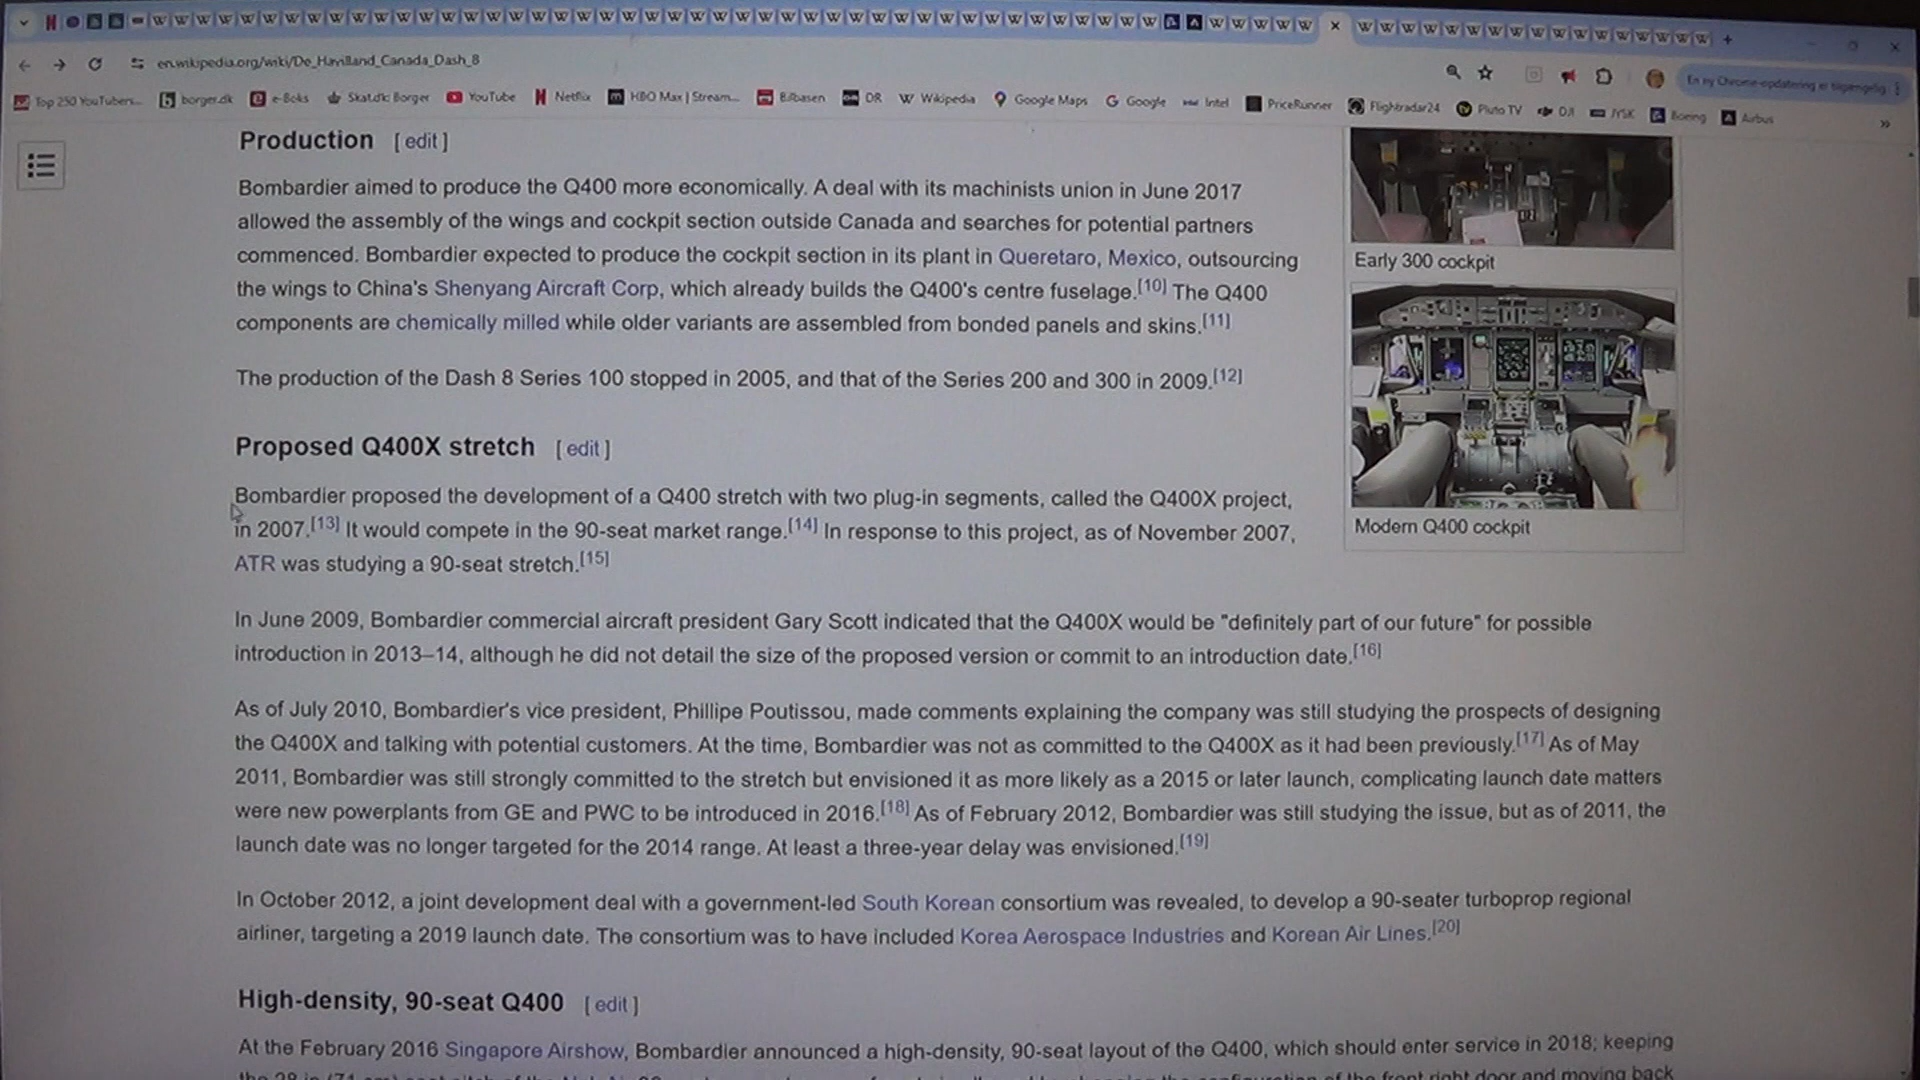 en.wikipedia.org/wiki/De_Havilland_Canada_Dash_8
En ny Chrome-opdatering er tilgængelig
Top 250 YouTubers... borger.dk e-Boks Skat.dk: Borger YouTube Netflix HBO Max | Stream... Bilbasen DR Wikipedia Google Maps Google Intel PriceRunner Flightradar24 Pluto TV DJI JYSK Boeing Airbus »
Production [ edit ]
Bombardier aimed to produce the Q400 more economically. A deal with its machinists union in June 2017
allowed the assembly of the wings and cockpit section outside Canada and searches for potential partners
commenced. Bombardier expected to produce the cockpit section in its plant in Queretaro, Mexico, outsourcing
the wings to China's Shenyang Aircraft Corp, which already builds the Q400's centre fuselage.[10] The Q400
components are chemically milled while older variants are assembled from bonded panels and skins.[11]
The production of the Dash 8 Series 100 stopped in 2005, and that of the Series 200 and 300 in 2009.[12]
Early 300 cockpit
Modern Q400 cockpit
Proposed Q400X stretch [ edit ]
Bombardier proposed the development of a Q400 stretch with two plug-in segments, called the Q400X project,
in 2007.[13] It would compete in the 90-seat market range.[14] In response to this project, as of November 2007,
ATR was studying a 90-seat stretch.[15]
In June 2009, Bombardier commercial aircraft president Gary Scott indicated that the Q400X would be "definitely part of our future" for possible
introduction in 2013–14, although he did not detail the size of the proposed version or commit to an introduction date.[16]
As of July 2010, Bombardier's vice president, Phillipe Poutissou, made comments explaining the company was still studying the prospects of designing
the Q400X and talking with potential customers. At the time, Bombardier was not as committed to the Q400X as it had been previously.[17] As of May
2011, Bombardier was still strongly committed to the stretch but envisioned it as more likely as a 2015 or later launch, complicating launch date matters
were new powerplants from GE and PWC to be introduced in 2016.[18] As of February 2012, Bombardier was still studying the issue, but as of 2011, the
launch date was no longer targeted for the 2014 range. At least a three-year delay was envisioned.[19]
In October 2012, a joint development deal with a government-led South Korean consortium was revealed, to develop a 90-seater turboprop regional
airliner, targeting a 2019 launch date. The consortium was to have included Korea Aerospace Industries and Korean Air Lines.[20]
High-density, 90-seat Q400 [ edit ]
At the February 2016 Singapore Airshow, Bombardier announced a high-density, 90-seat layout of the Q400, which should enter service in 2018; keeping
of the front right door and moving back